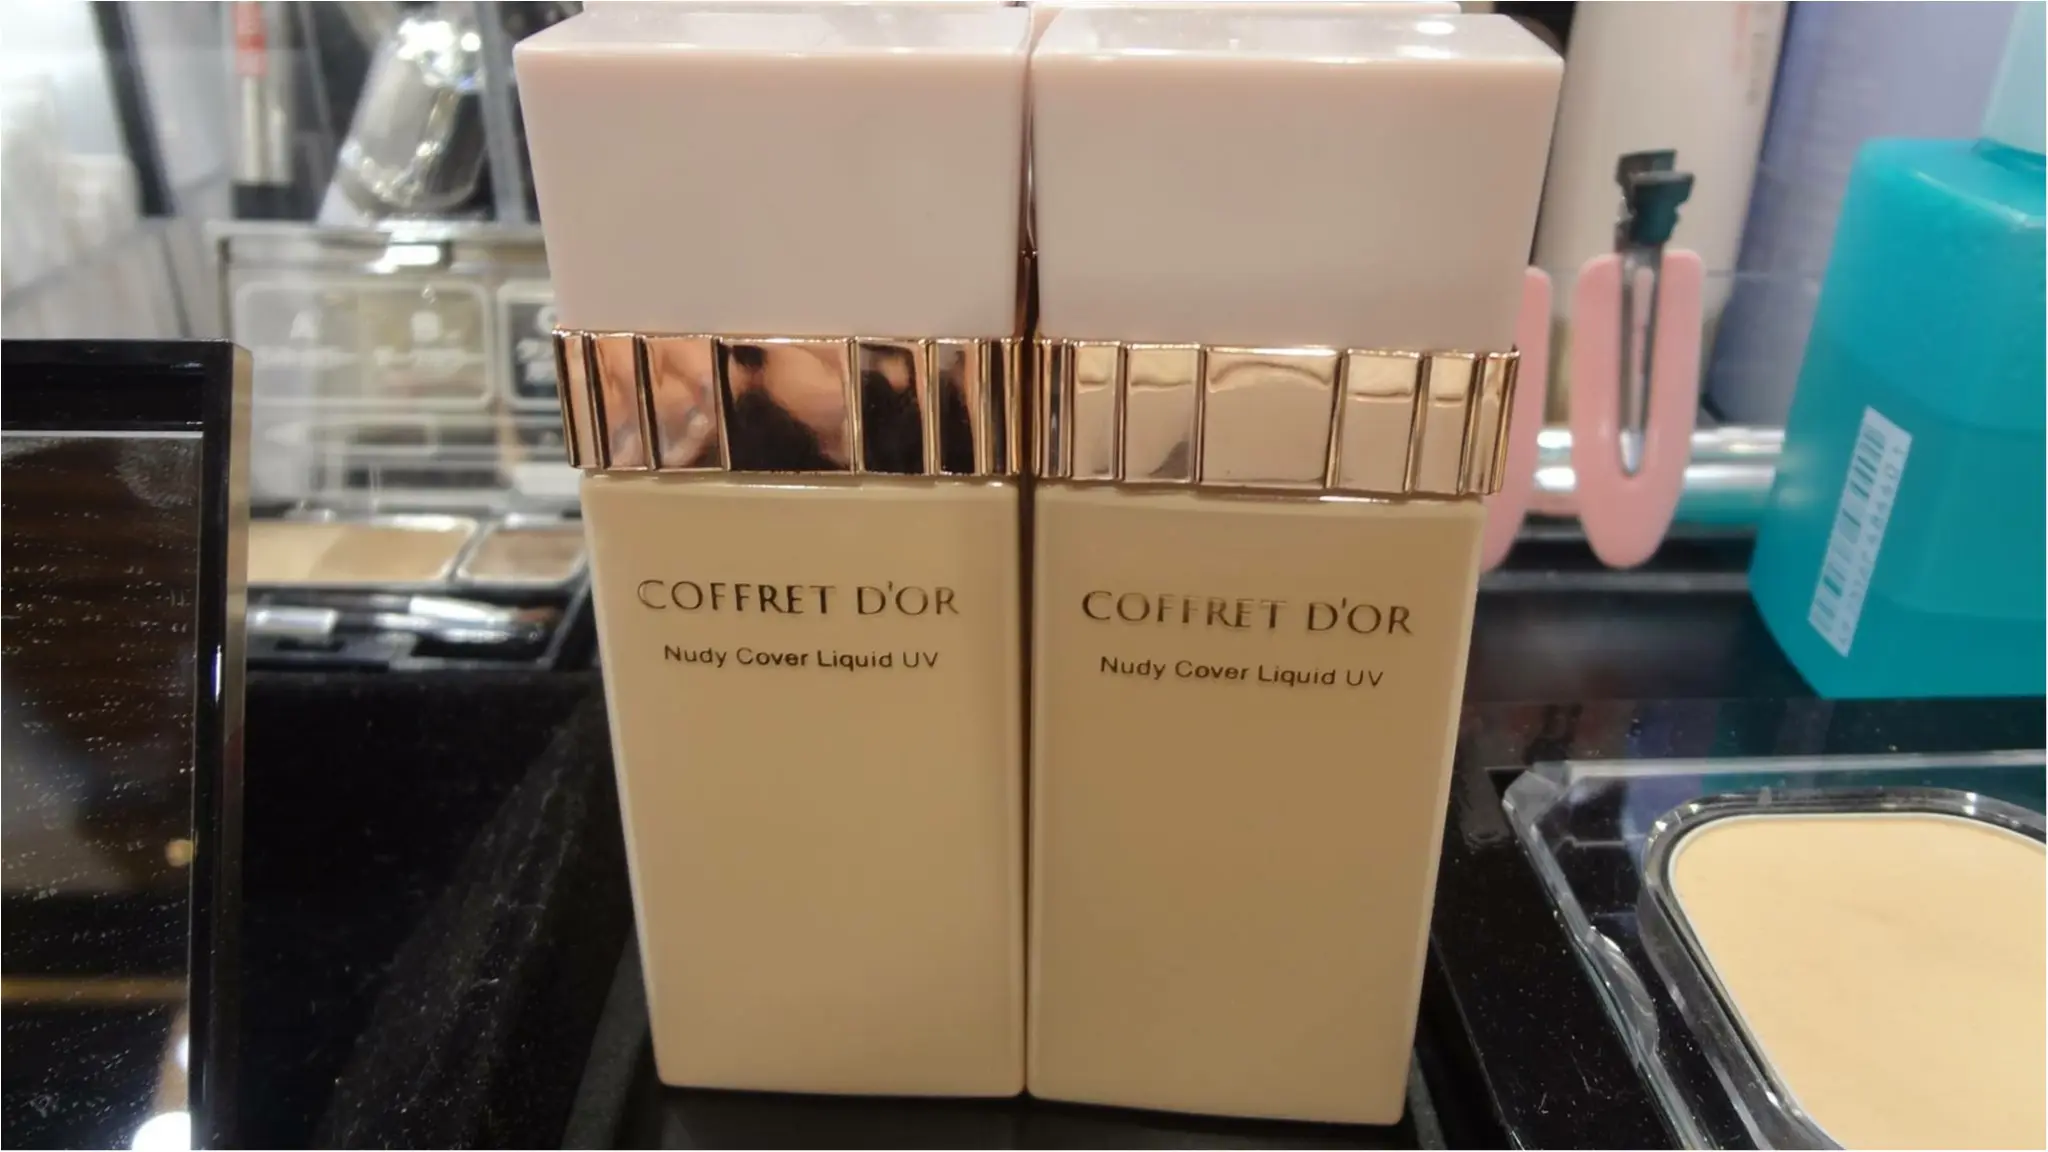 COFFRET D'OR
Nudy Cover Liquid UV
COFFRET D'OR
Nudy Cover Liquid UV
A
B